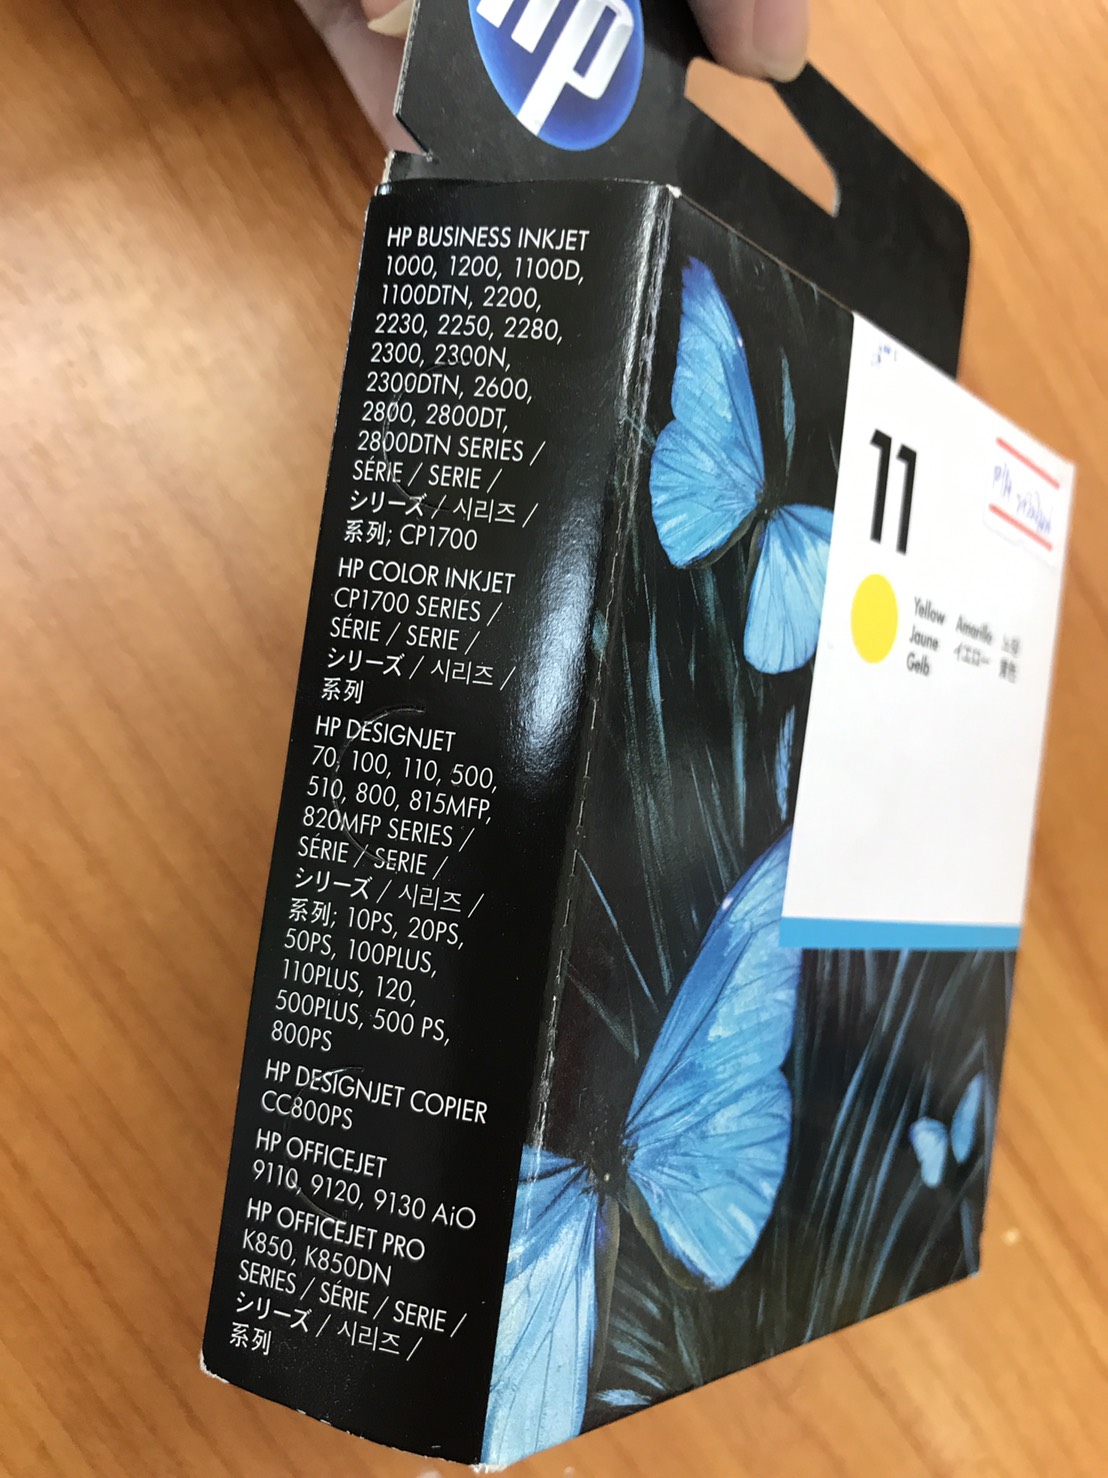 hp
HP BUSINESS INKJET
1000, 1200, 1100D,
1100DTN, 2200,
2230, 2250, 2280,
2300, 2300N,
2300DTN, 2600,
2800, 2800DT,
2800DTN SERIES /
SÉRIE / SERIE /
シリーズ / 시리즈 /
系列; CP1700
HP COLOR INKJET
CP1700 SERIES /
SÉRIE / SERIE /
シリーズ / 시리즈 /
系列
HP DESIGNJET
70, 100, 110, 500,
510, 800, 815MFP,
820MFP SERIES /
SÉRIE / SERIE /
シリーズ / 시리즈 /
系列; 10PS, 20PS,
50PS, 100PLUS,
110PLUS, 120,
500PLUS, 500 PS,
800PS
HP DESIGNJET COPIER
CC800PS
HP OFFICEJET
9110, 9120, 9130 AiO
HP OFFICEJET PRO
K850, K850DN
SERIES / SÉRIE / SERIE /
シリーズ / 시리즈 /
系列
11
Yellow Amarillo 노랑
Jaune イエロー 黄色
Gelb